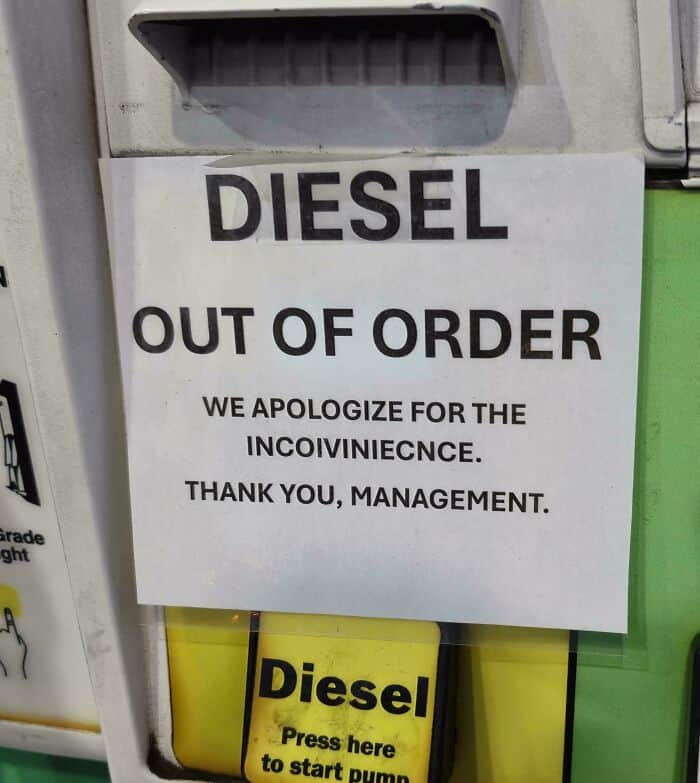 DIESEL
OUT OF ORDER
WE APOLOGIZE FOR THE
INCOIVINIECNCE.
THANK YOU, MANAGEMENT.
Grade
Diesel
Press here
to start pump